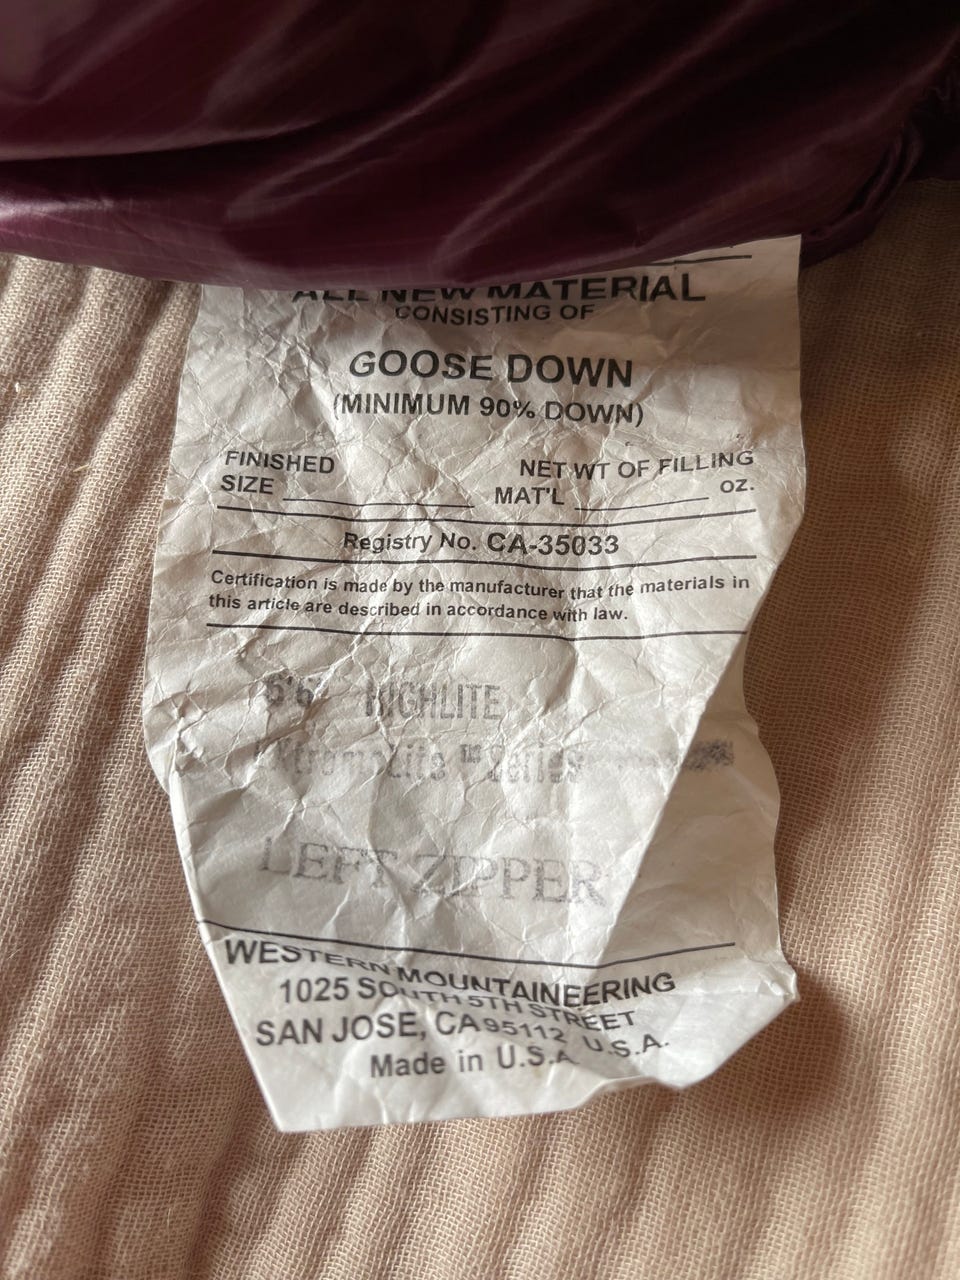 ALL NEW MATERIAL
CONSISTING OF
GOOSE DOWN
(MINIMUM 90% DOWN)
FINISHED
SIZE
NET WT OF FILLING
MAT'L OZ.
Registry No. CA-35033
Certification is made by the manufacturer that the materials in
this article are described in accordance with law.
HIGHLITE
Series
LEFT ZIPPER
WESTERN MOUNTAINEERING
1025 SOUTH 5TH STREET
SAN JOSE, CA 95112 U.S.A.
Made in U.S.A